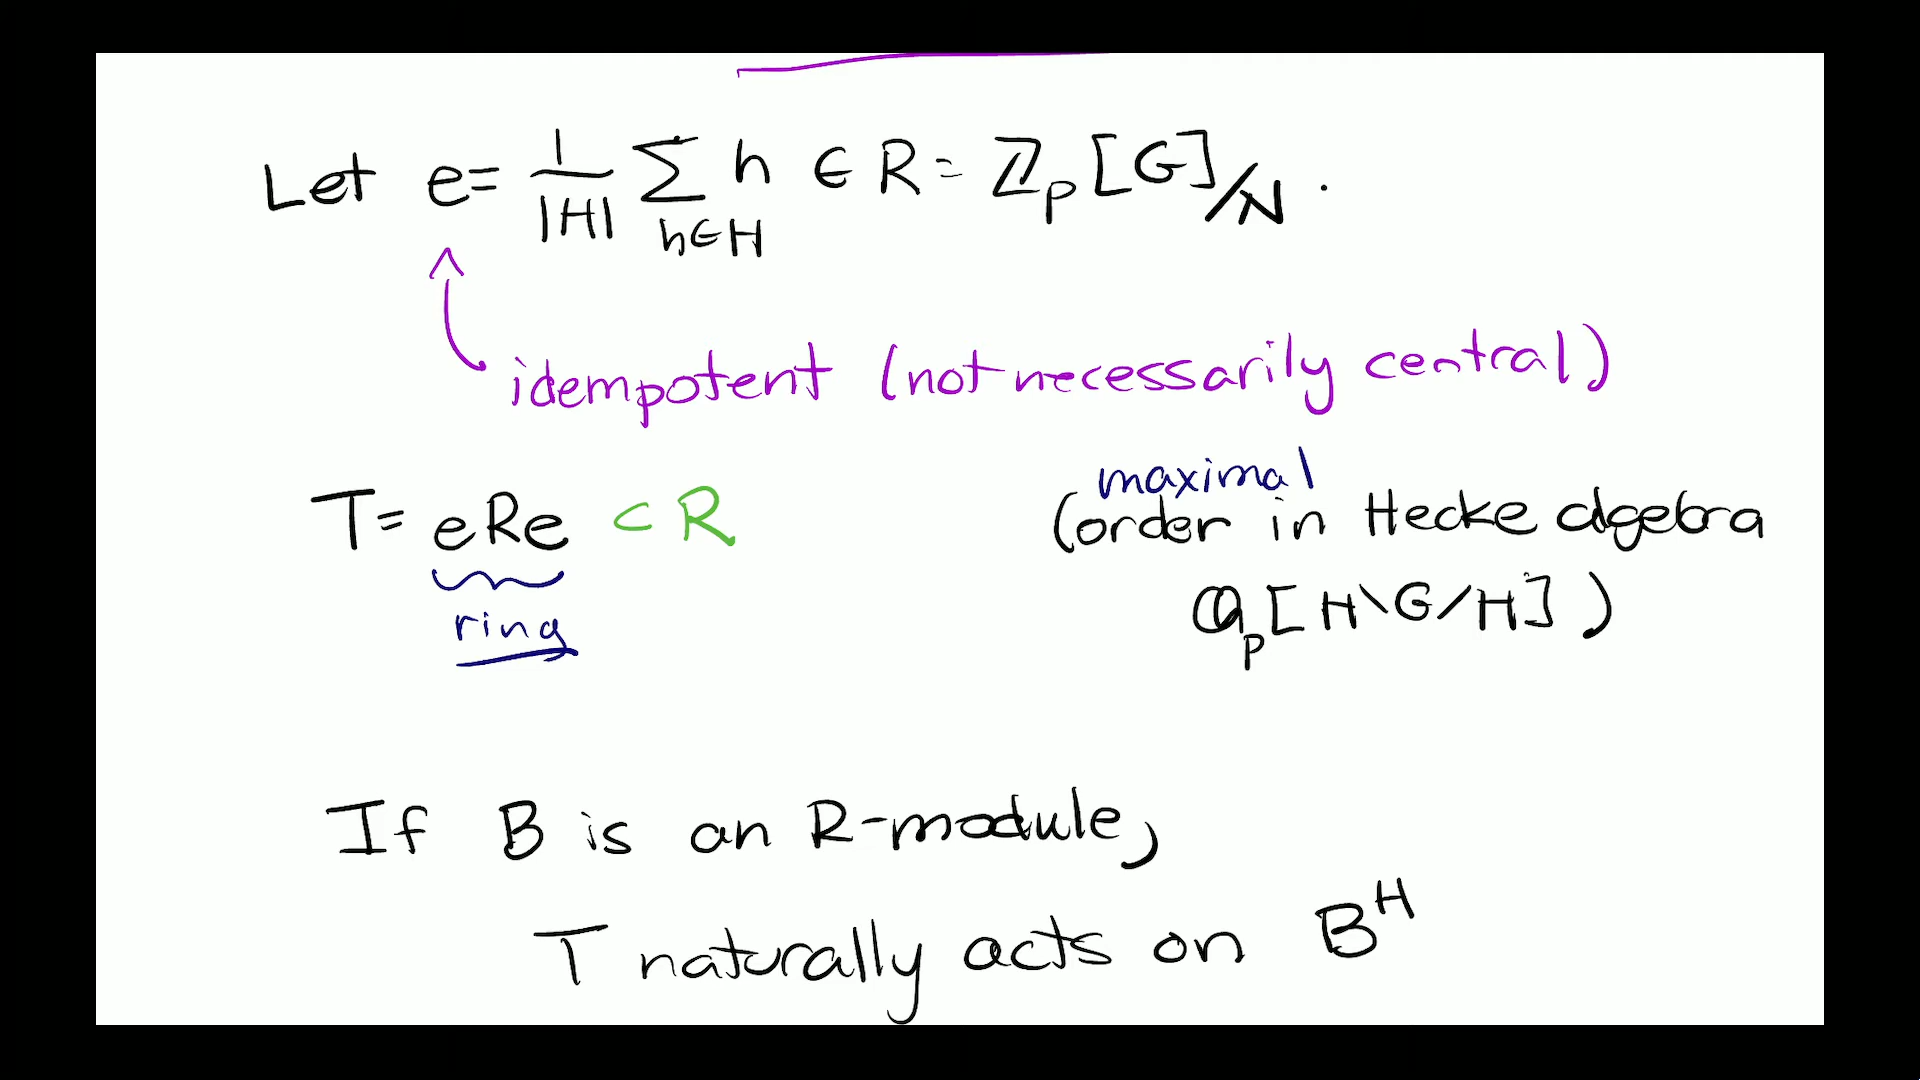 Let e = 1/|H| ∑_{h∈H} h ∈ R = ℤ_p[G]/N .
idempotent (not necessarily central)
T = eRe ⊂ R (maximal order in Hecke algebra
ring
ℚ_p[H\G/H])
If B is an R-module,
T naturally acts on B^H